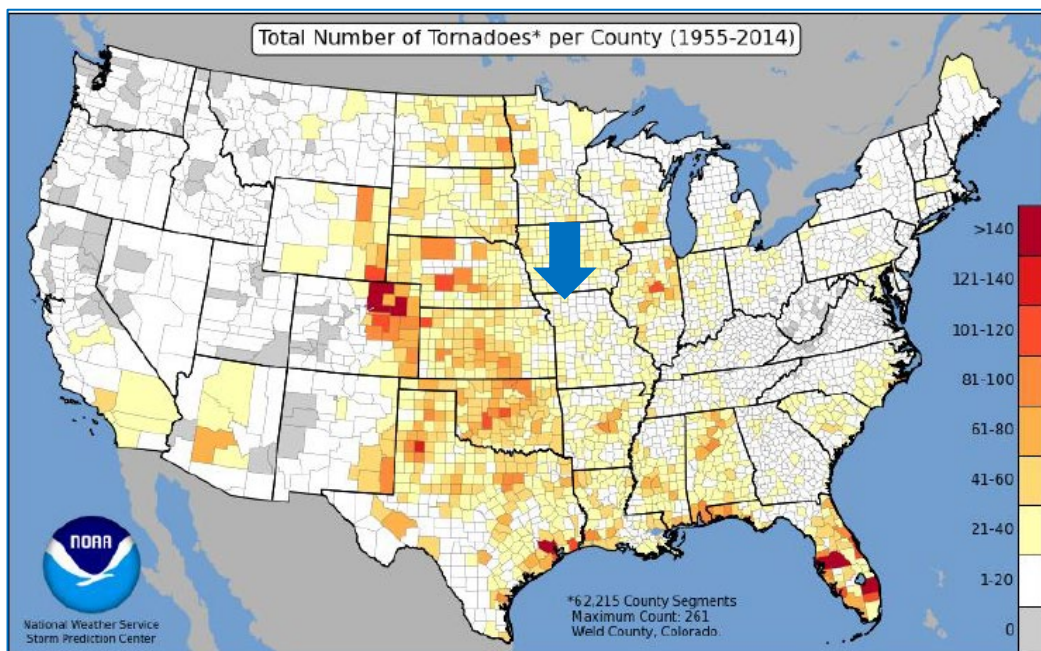 Total Number of Tornadoes* per County (1955-2014)
>140
121-140
101-120
81-100
61-80
41-60
21-40
1-20
0
NOAA
National Weather Service
Storm Prediction Center
*62,215 County Segments
Maximum Count: 261
Weld County, Colorado.